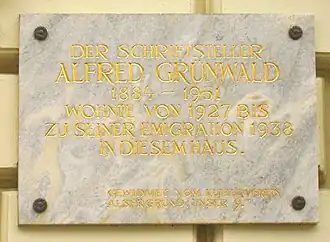 DER SCHRIFTSTELLER
ALFRED GRÜNWALD
1884 – 1951
WOHNTE VON 1927 BIS
ZU SEINER EMIGRATION 1938
IN DIESEM HAUS.
GEWIDMET VOM KULTURVEREIN
ALSERGRUND